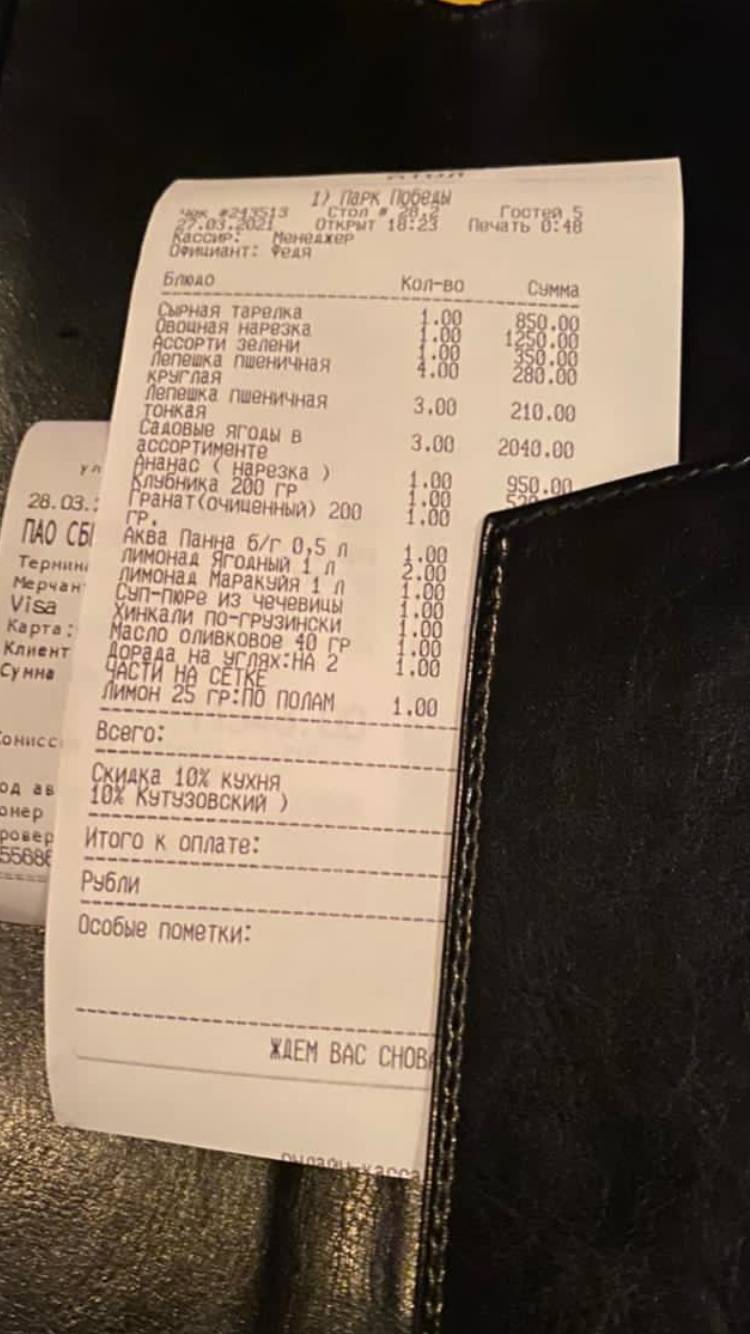 1) Парк Победы
Чек #243513 Стол # 20,2 Гостей 5
27.03.2021 Открыт 18:23 Печать 0:48
Кассир: Менеджер
Официант: Федя
Блюдо Кол-во Сумма
Сырная тарелка 1.00 850.00
Овощная нарезка 1.00 1250.00
Ассорти зелени 1.00 350.00
Лепешка пшеничная 4.00 280.00
круглая
Лепешка пшеничная
тонкая 3.00 210.00
Садовые ягоды в
ассортименте 3.00 2040.00
Ананас ( нарезка ) 1.00 950.00
Клубника 200 гр 1.00
Гранат(очищенный) 200 1.00
гр.
Аква Панна б/г 0,5 л 1.00
лимонад Ягодный 1 л 2.00
лимонад Маракуйя 1 л 1.00
Суп-пюре из чечевицы 1.00
Хинкали по-грузински 1.00
Масло оливковое 40 гр 1.00
Дорада на углях:НА 2 1.00
ЧАСТИ НА СЕТКЕ
Лимон 25 гр:ПО ПОЛАМ 1.00
Всего:
Скидка 10% кухня
10% Кутузовский )
Итого к оплате:
Рубли
Особые пометки:
ЖДЕМ ВАС СНОВА
28.03.
ПАО СБ
Термин
Мерчан
Visa
Карта:
Клиент
Сумма
Комисс
од ав
омер
ровер
55686